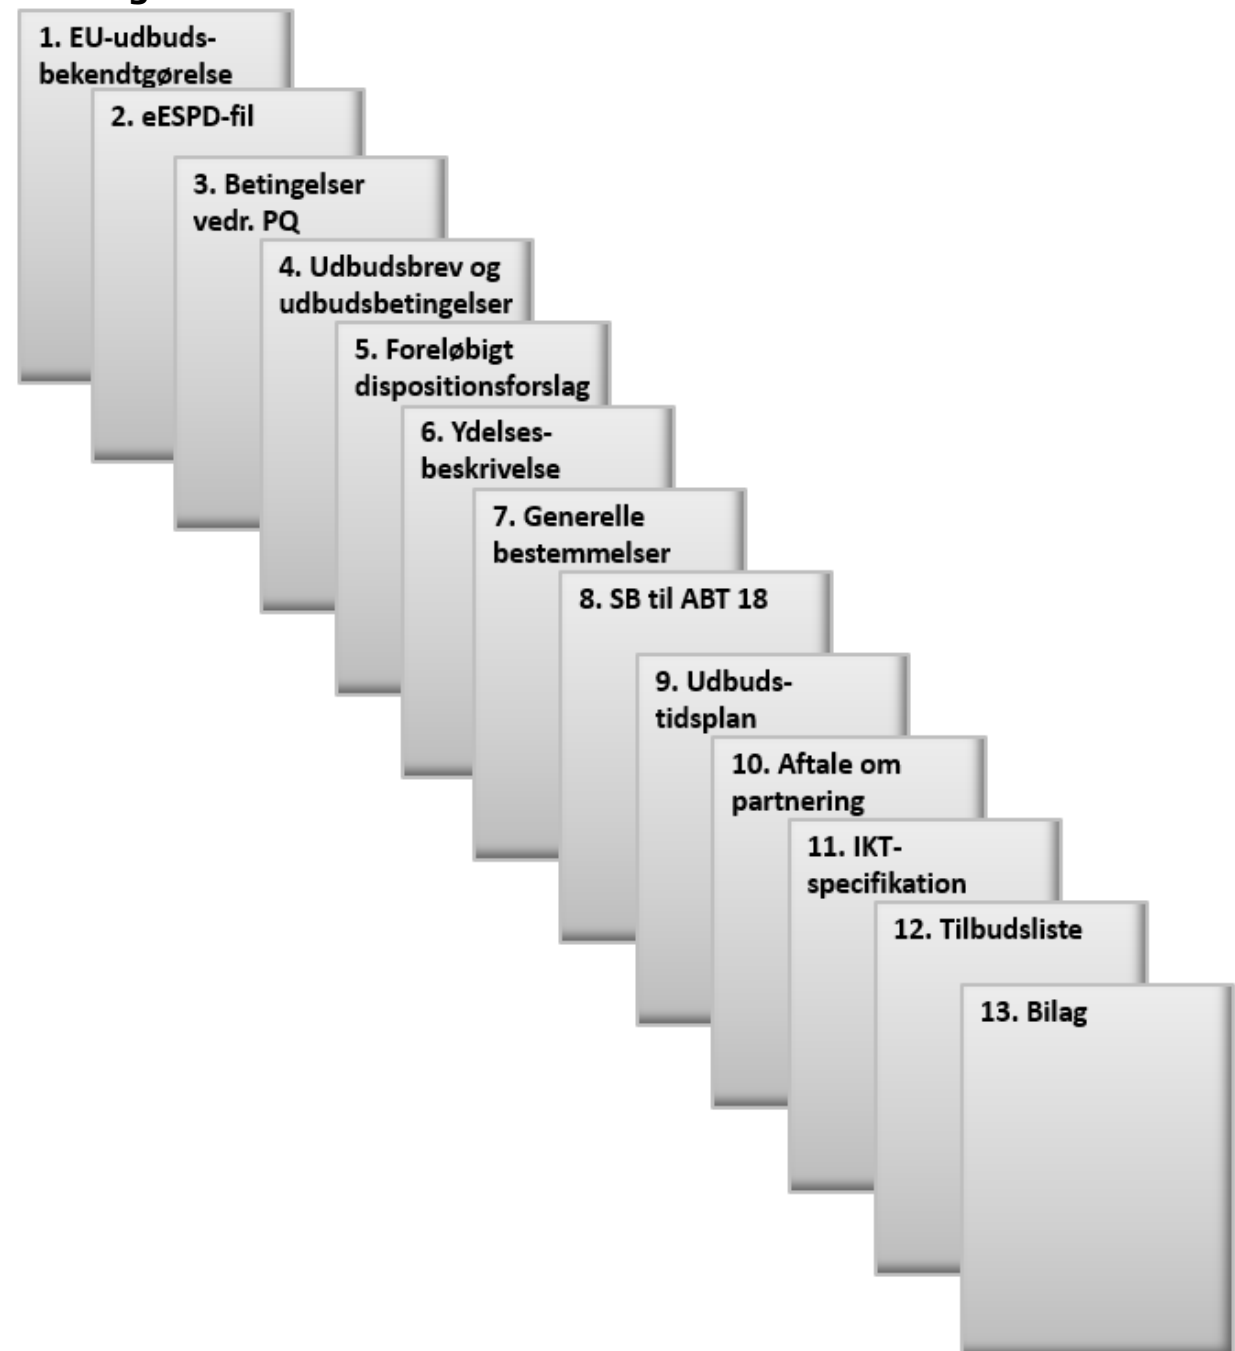 1. EU-udbuds-
bekendtgørelse
2. eESPD-fil
3. Betingelser
vedr. PQ
4. Udbudsbrev og
udbudsbetingelser
5. Foreløbigt
dispositionsforslag
6. Ydelses-
beskrivelse
7. Generelle
bestemmelser
8. SB til ABT 18
9. Udbuds-
tidsplan
10. Aftale om
partnering
11. IKT-
specifikation
12. Tilbudsliste
13. Bilag